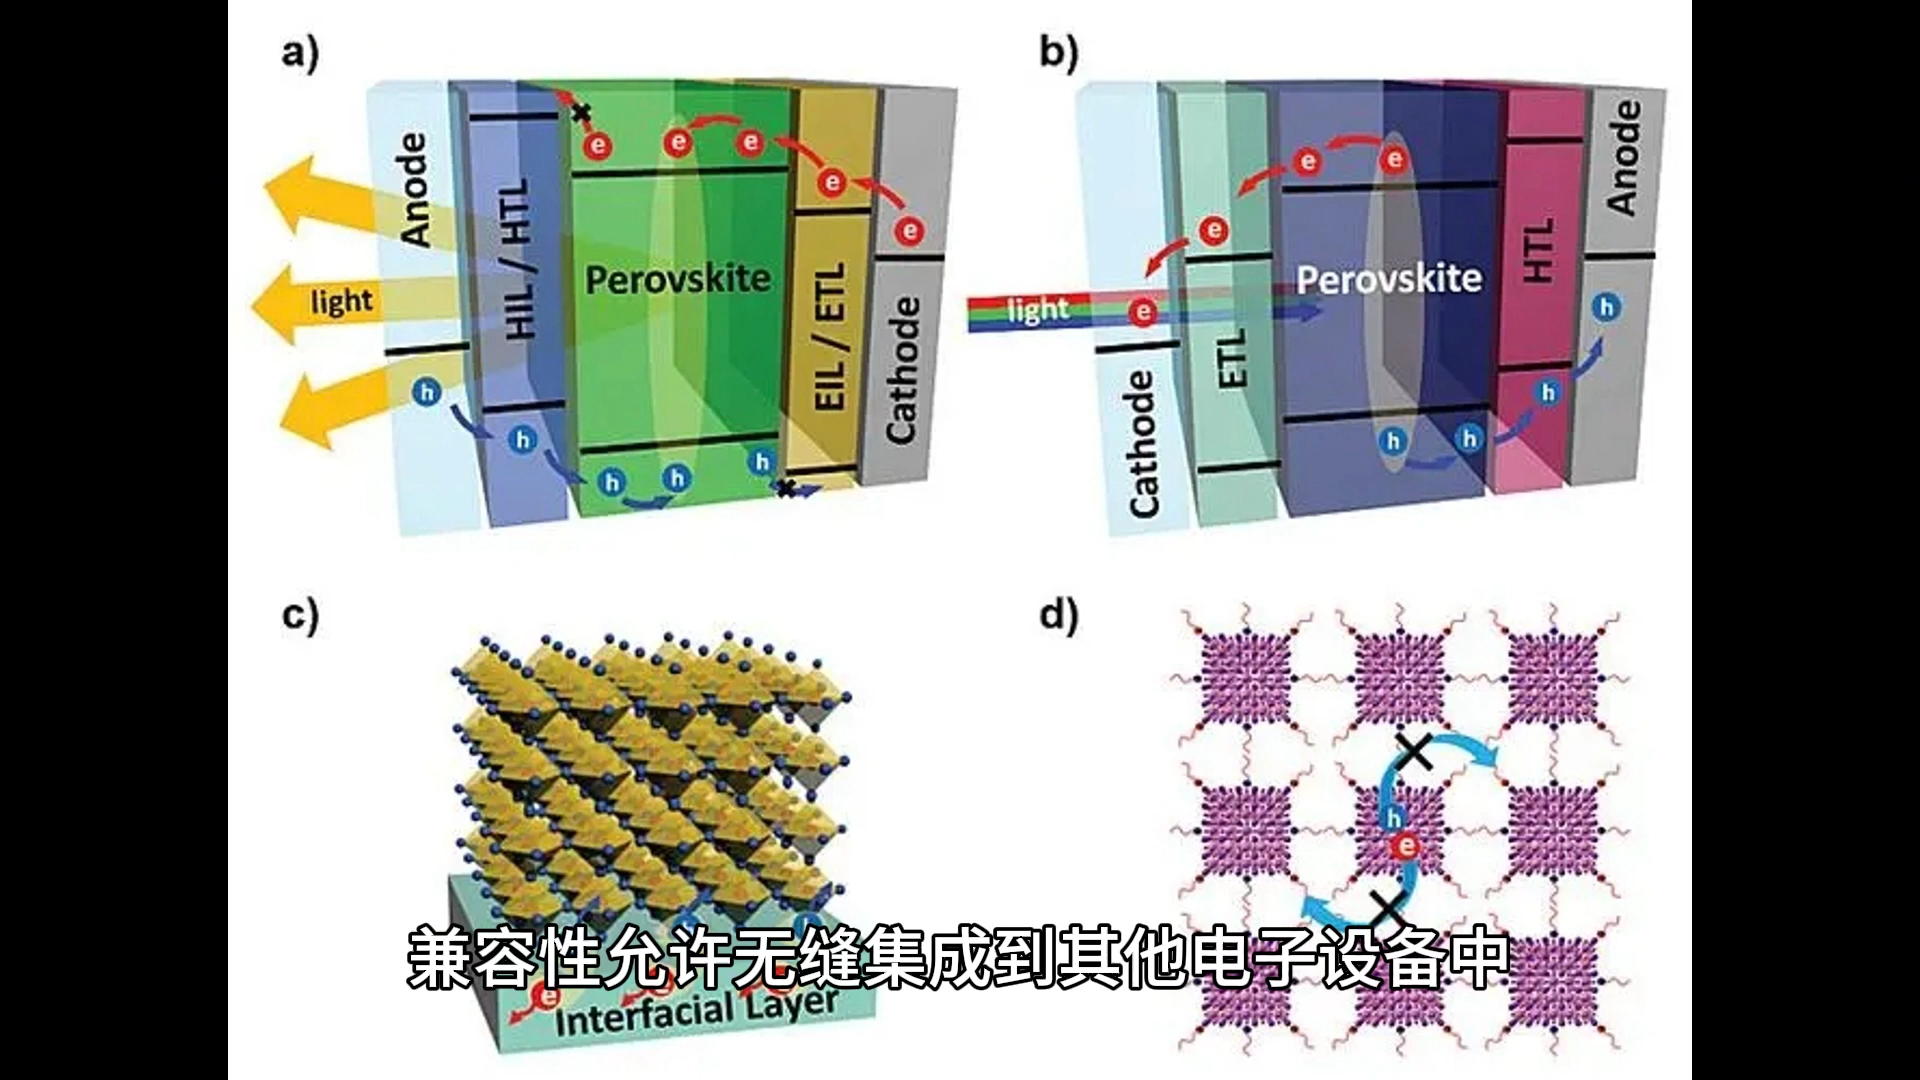 a)
Anode
HIL / HTL
Perovskite
EIL / ETL
Cathode
light
e
e
e
e
e
h
h
h
h
h
b)
Cathode
ETL
Perovskite
HTL
Anode
light
e
e
e
e
h
h
h
h
c)
e
Interfacial Layer
d)
h
e
兼容性允许无缝集成到其他电子设备中